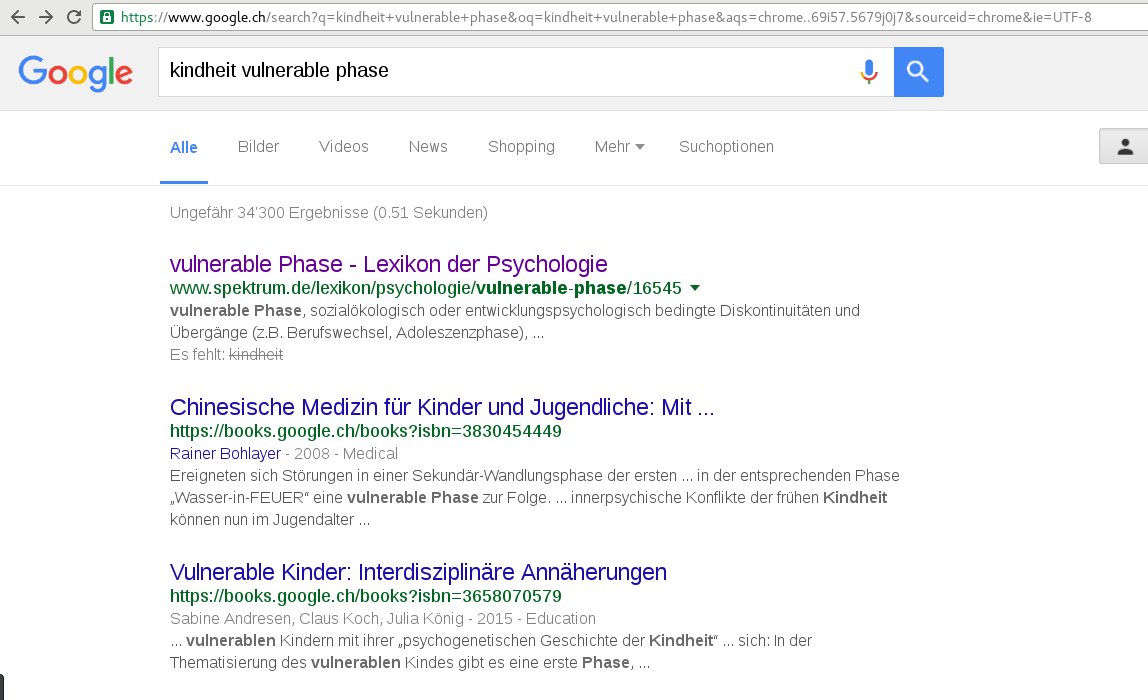 https://www.google.ch/search?q=kindheit+vulnerable+phase&oq=kindheit+vulnerable+phase&aqs=chrome..69i57.5679j0j7&sourceid=chrome&ie=UTF-8
Google
kindheit vulnerable phase
Alle Bilder Videos News Shopping Mehr Suchoptionen
Ungefähr 34'300 Ergebnisse (0.51 Sekunden)
vulnerable Phase - Lexikon der Psychologie
www.spektrum.de/lexikon/psychologie/vulnerable-phase/16545
vulnerable Phase, sozialökologisch oder entwicklungspsychologisch bedingte Diskontinuitäten und
Übergänge (z.B. Berufswechsel, Adoleszenzphase), ...
Es fehlt: kindheit
Chinesische Medizin für Kinder und Jugendliche: Mit ...
https://books.google.ch/books?isbn=3830454449
Rainer Bohlayer - 2008 - Medical
Ereigneten sich Störungen in einer Sekundär-Wandlungsphase der ersten ... in der entsprechenden Phase
„Wasser-in-FEUER“ eine vulnerable Phase zur Folge. ... innerpsychische Konflikte der frühen Kindheit
können nun im Jugendalter ...
Vulnerable Kinder: Interdisziplinäre Annäherungen
https://books.google.ch/books?isbn=3658070579
Sabine Andresen, Claus Koch, Julia König - 2015 - Education
... vulnerablen Kindern mit ihrer „psychogenetischen Geschichte der Kindheit“ ... sich: In der
Thematisierung des vulnerablen Kindes gibt es eine erste Phase, ...